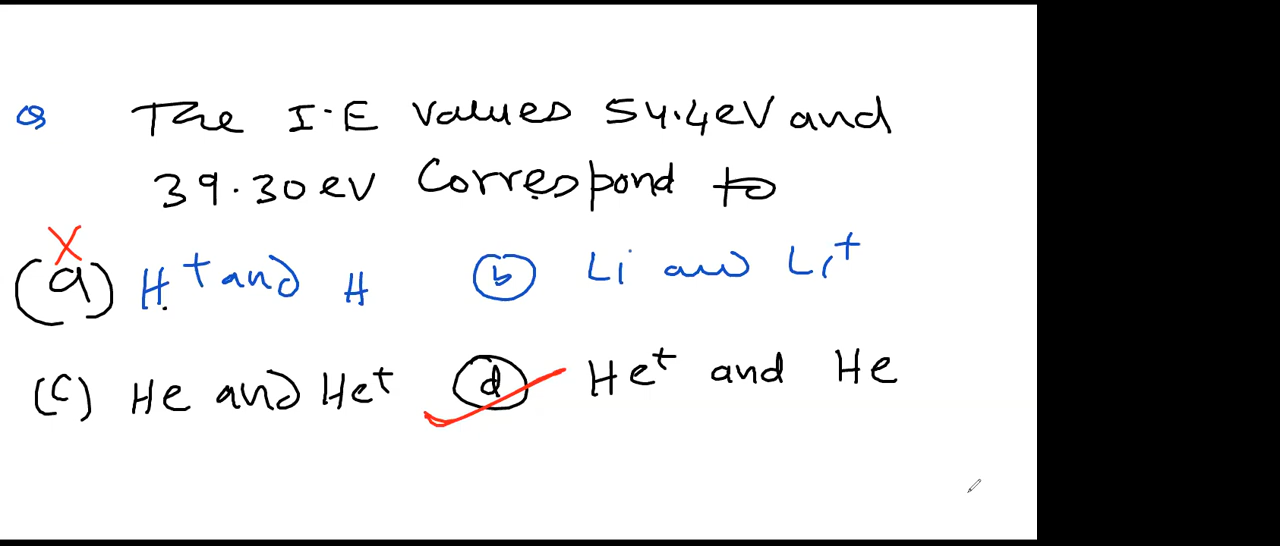 Q The I.E values 54.4eV and
39.30ev Correspond to
(a) H+ and H (b) Li and Li+
(c) He and He+ (d) He+ and He